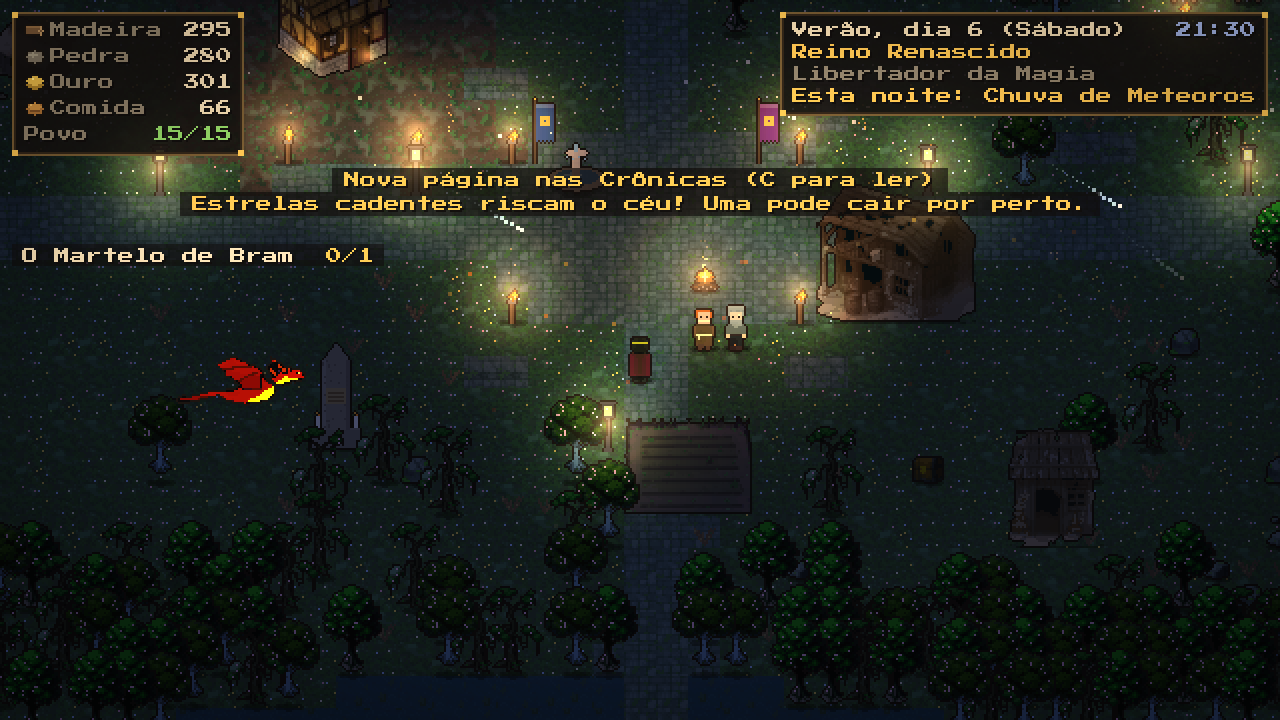 Madeira 295
Pedra 280
Ouro 301
Comida 66
Povo 15/15
Verão, dia 6 (Sábado) 21:30
Reino Renascido
Libertador da Magia
Esta noite: Chuva de Meteoros
Nova página nas Crônicas (C para ler)
Estrelas cadentes riscam o céu! Uma pode cair por perto.
O Martelo de Bram 0/1